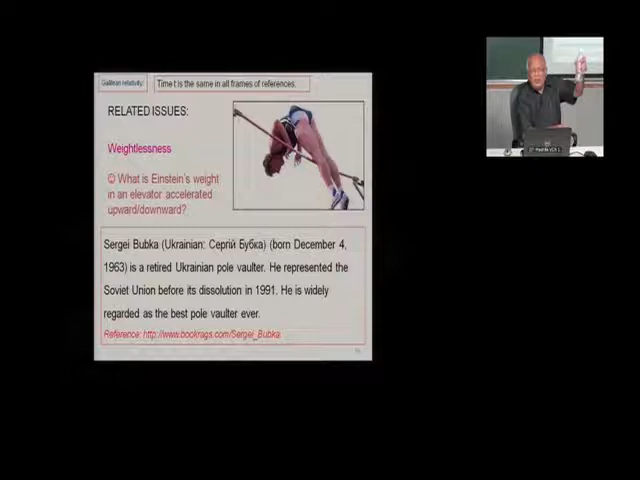 Galilean relativity:
Time t is the same in all frames of references.
RELATED ISSUES:
Weightlessness
☺ What is Einstein's weight
in an elevator accelerated
upward/downward?
Sergei Bubka (Ukrainian: Сергій Бубка) (born December 4,
1963) is a retired Ukrainian pole vaulter. He represented the
Soviet Union before its dissolution in 1991. He is widely
regarded as the best pole vaulter ever.
Reference: http://www.bookrags.com/Sergei_Bubka